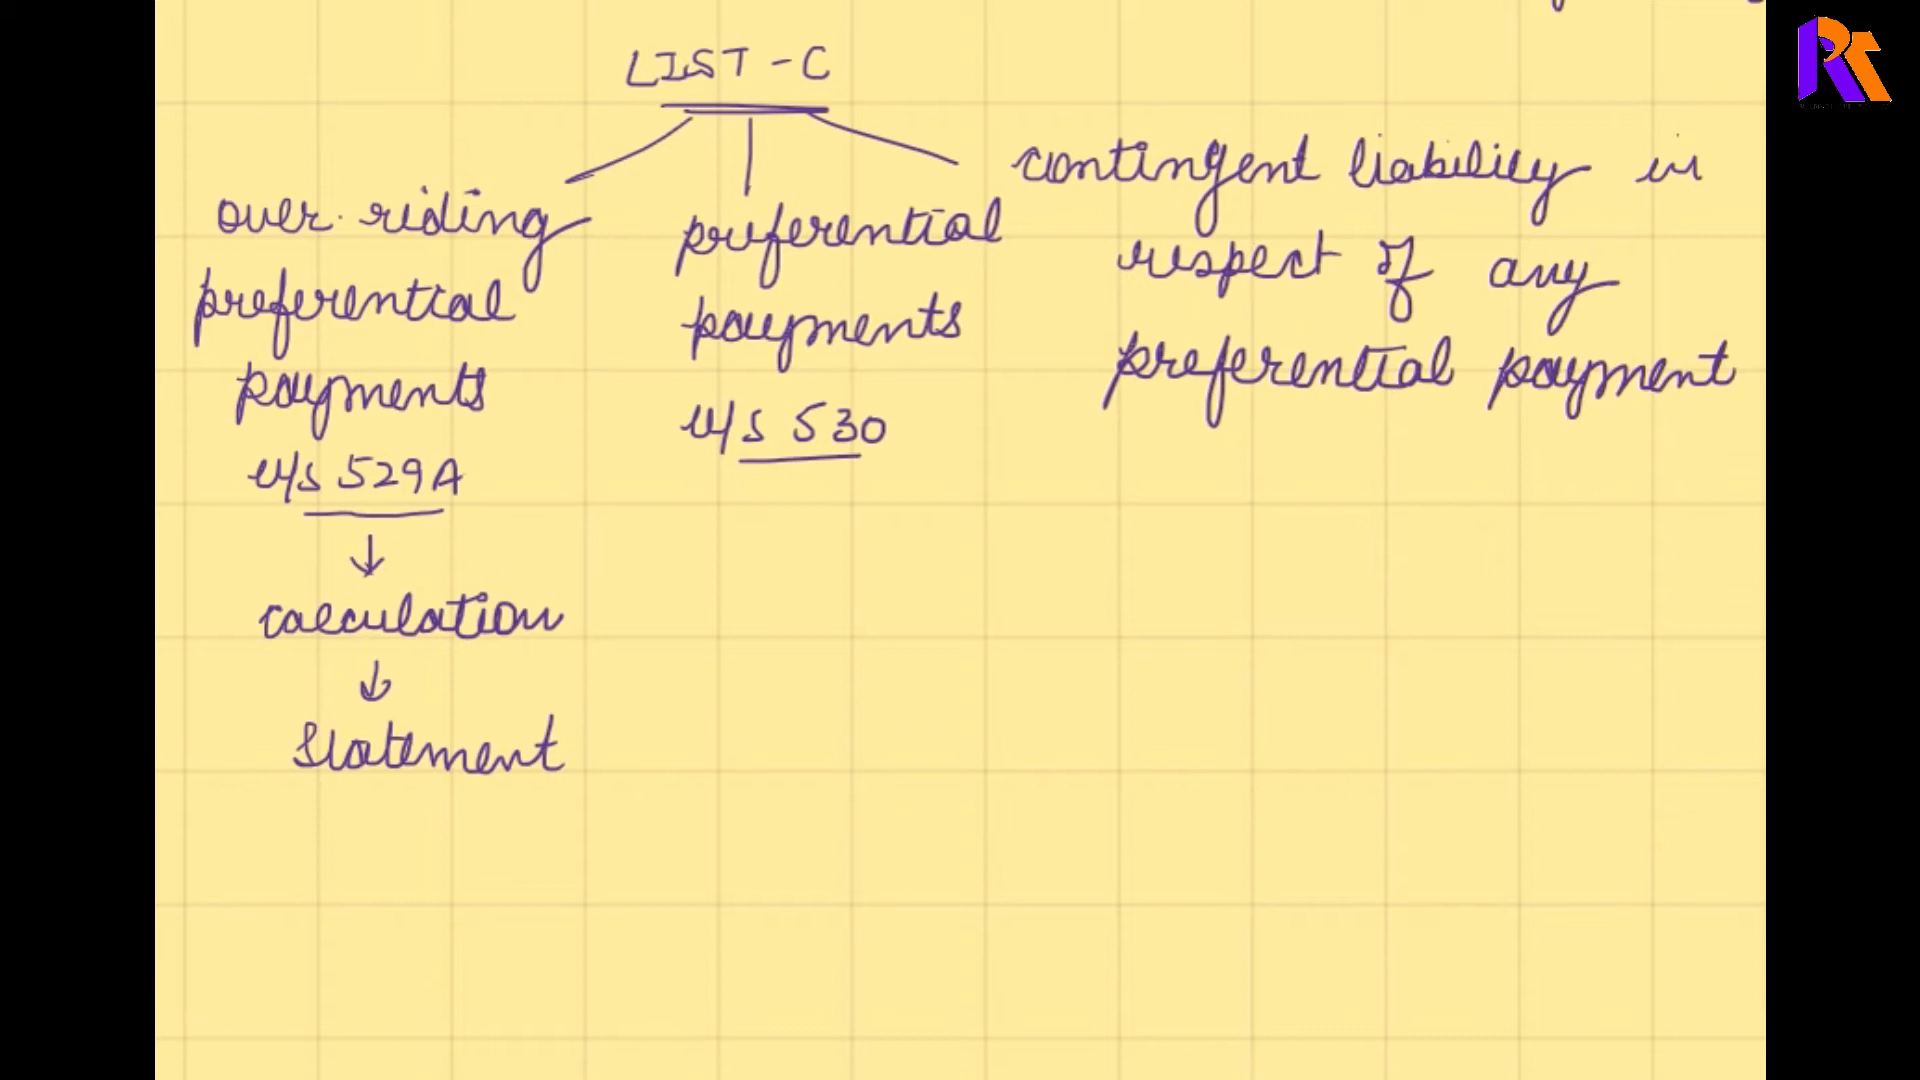 LIST - C
over riding
preferential
payments
u/s 529A
↓
calculation
↓
Statement
preferential
payments
u/s 530
contingent liability in
respect of any
preferential payment
RT